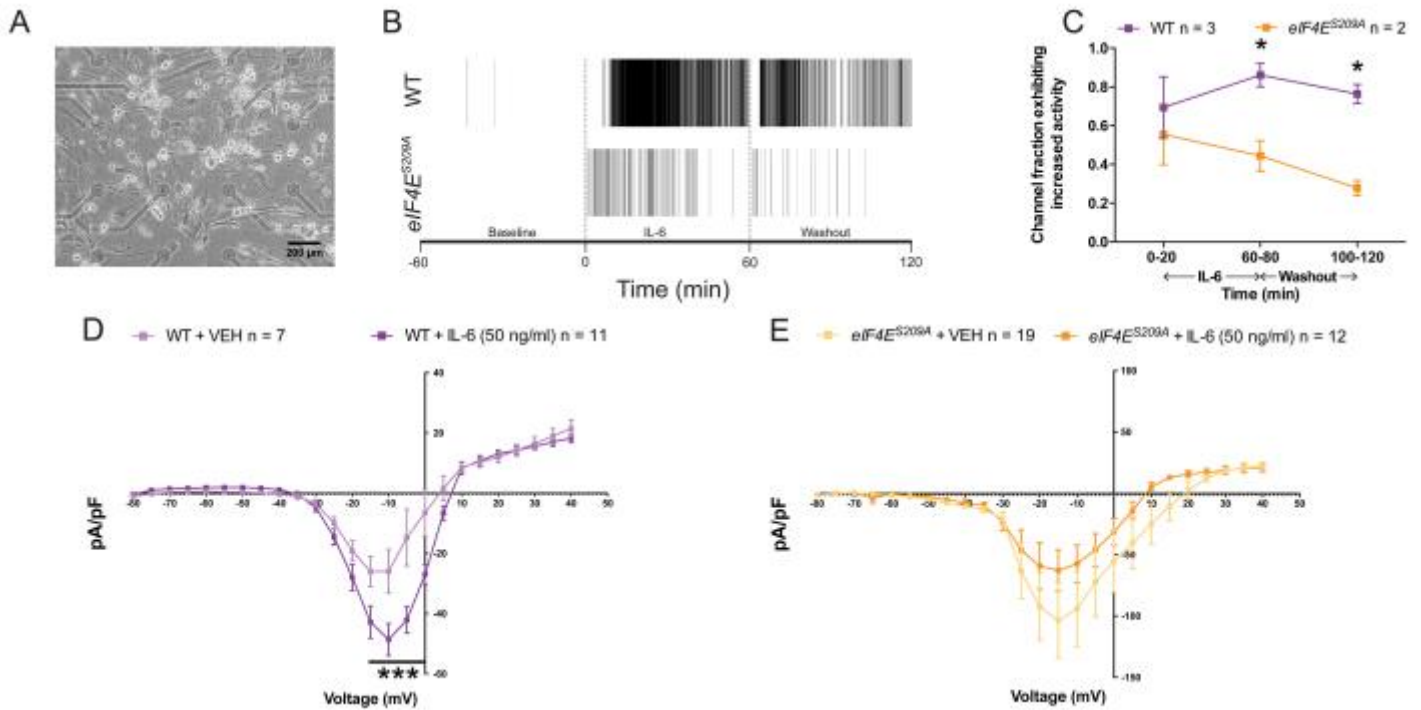 A
200 μm
B
WT
eIF4E^S209A
Baseline
IL-6
Washout
-60
0
60
120
Time (min)
C
WT n = 3
eIF4E^S209A n = 2
Channel fraction exhibiting
increased activity
1.0
0.8
0.6
0.4
0.2
0.0
*
*
0-20
60-80
100-120
IL-6
Washout
Time (min)
D
WT + VEH n = 7
WT + IL-6 (50 ng/ml) n = 11
pA/pF
40
20
-20
-40
-60
-80
-70
-60
-50
-40
-30
-20
-10
10
20
30
40
50
***
Voltage (mV)
E
eIF4E^S209A + VEH n = 19
eIF4E^S209A + IL-6 (50 ng/ml) n = 12
pA/pF
100
50
-50
-100
-150
-80
-70
-60
-50
-40
-30
-20
-10
10
20
30
40
50
Voltage (mV)